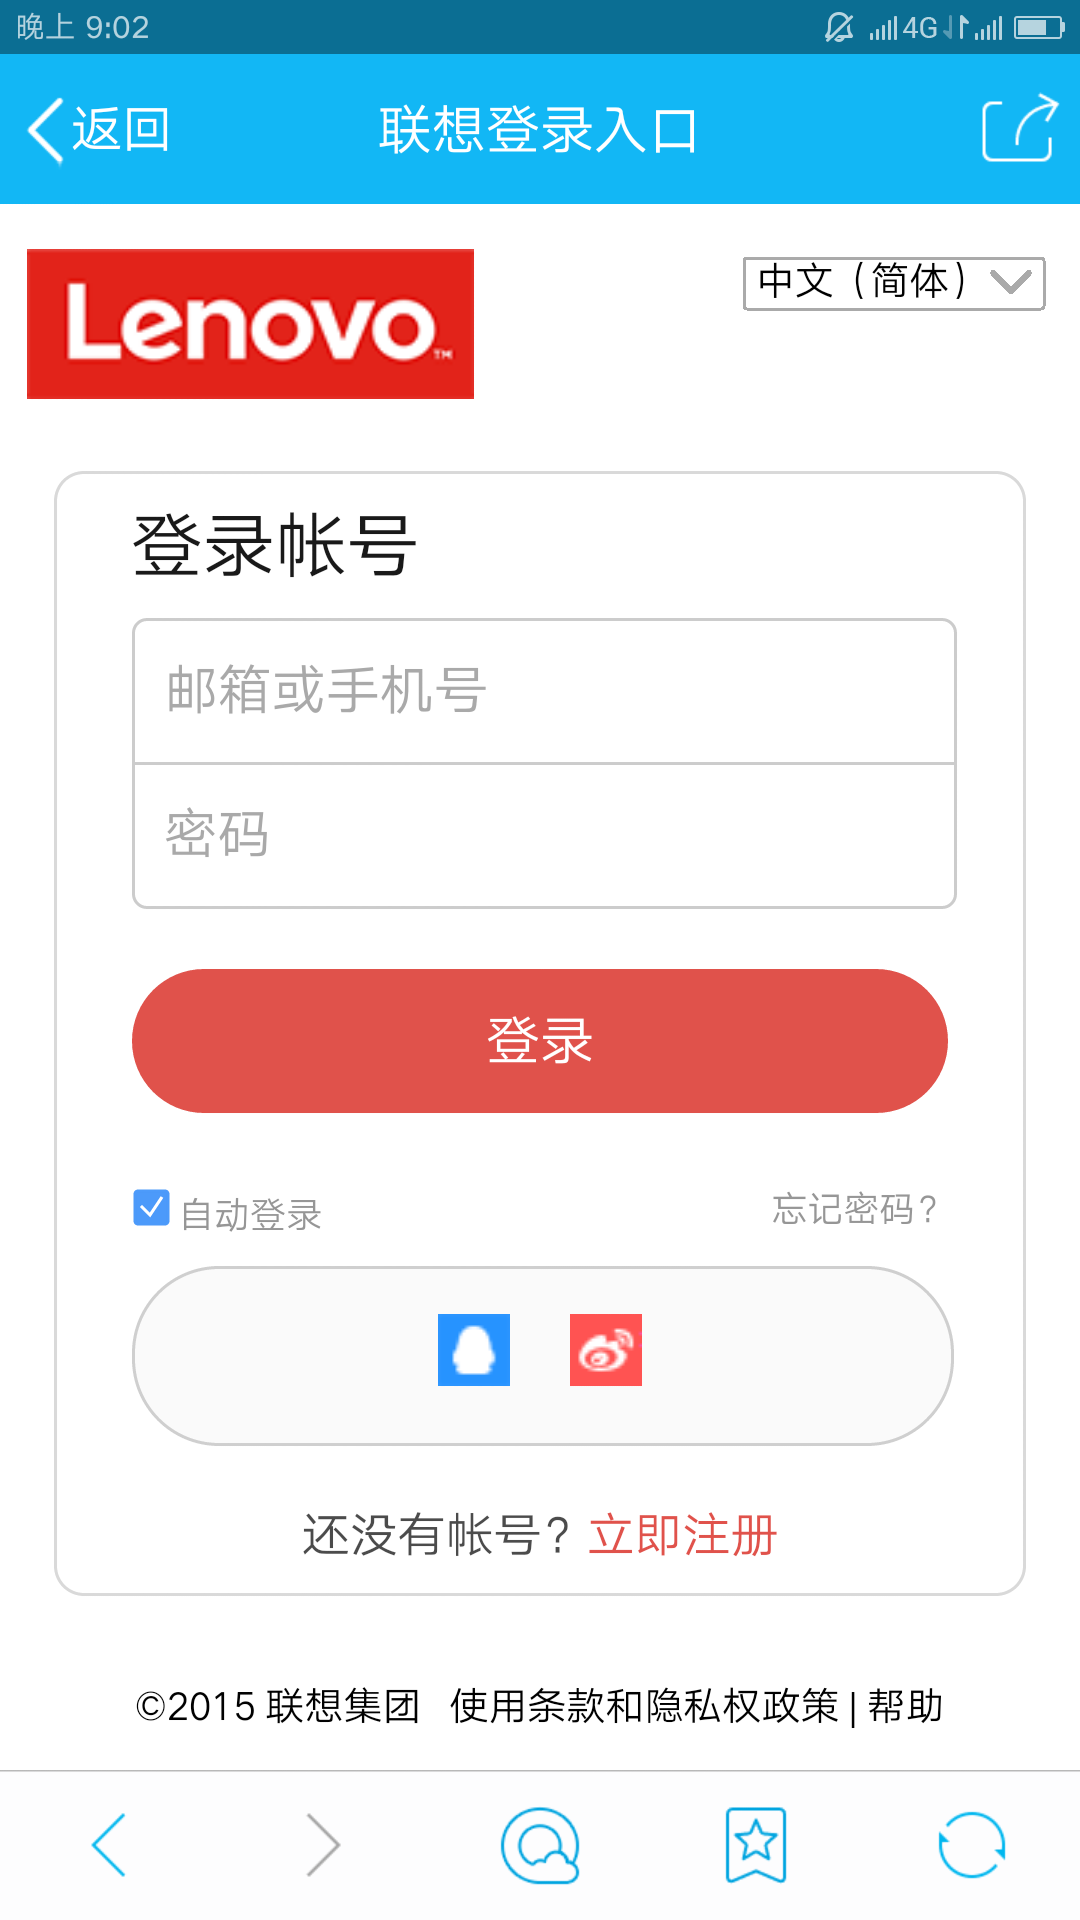 晚上 9:02 4G
返回 联想登录入口
Lenovo™ 中文（简体）
登录帐号
邮箱或手机号
密码
登录
自动登录 忘记密码?
还没有帐号? 立即注册
©2015 联想集团 使用条款和隐私权政策 | 帮助